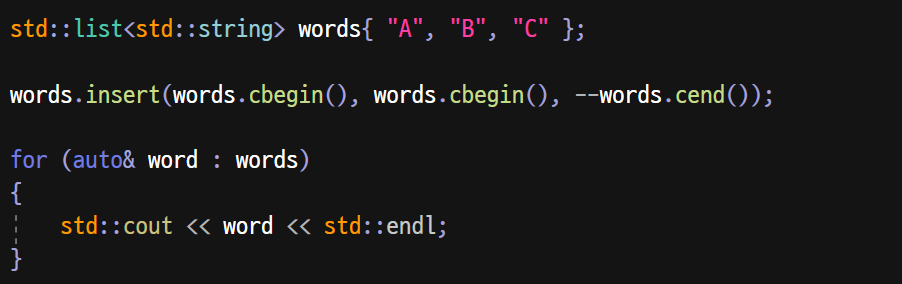 std::list<std::string> words{ "A", "B", "C" };
words.insert(words.cbegin(), words.cbegin(), --words.cend());
for (auto& word : words)
{
    std::cout << word << std::endl;
}